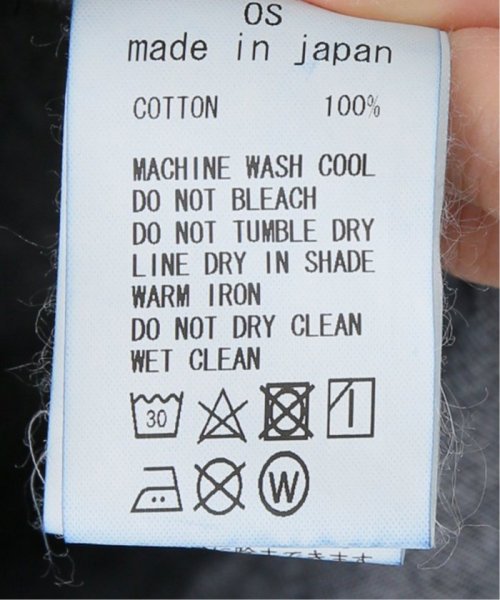 OS
made in japan
COTTON 100%
MACHINE WASH COOL
DO NOT BLEACH
DO NOT TUMBLE DRY
LINE DRY IN SHADE
WARM IRON
DO NOT DRY CLEAN
WET CLEAN
30
W